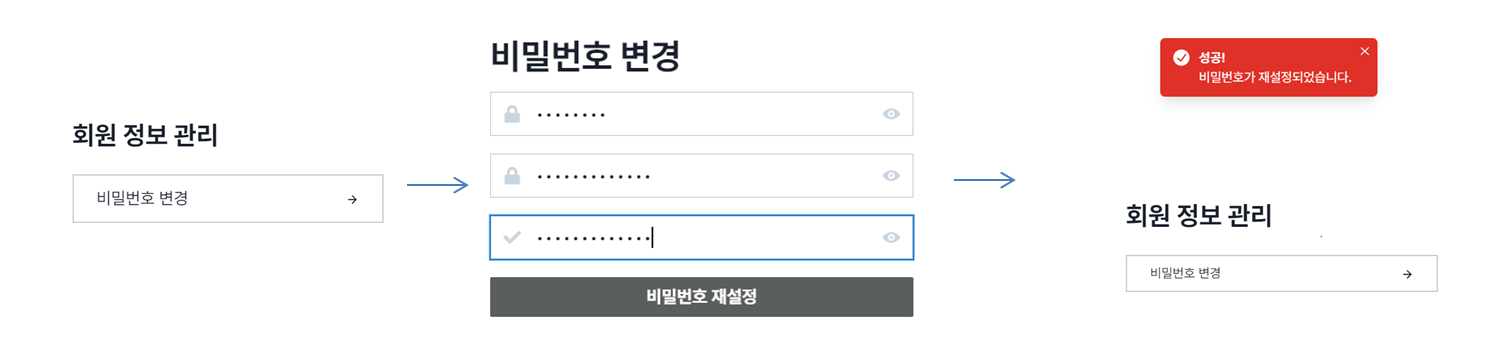 회원 정보 관리
비밀번호 변경
비밀번호 변경
••••••••
•••••••••••••
•••••••••••••
비밀번호 재설정
성공!
비밀번호가 재설정되었습니다.
회원 정보 관리
비밀번호 변경